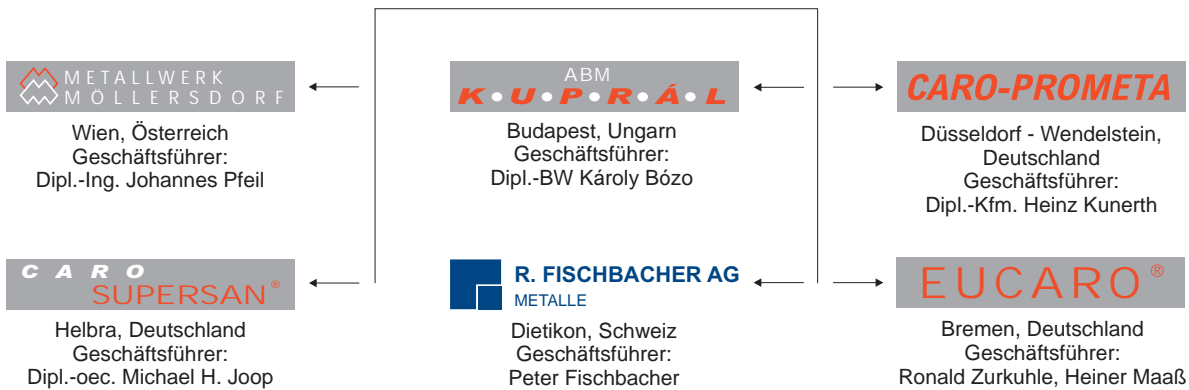 METALLWERK
MÖLLERSDORF
Wien, Österreich
Geschäftsführer:
Dipl.-Ing. Johannes Pfeil
ABM
K•U•P•R•Á•L
Budapest, Ungarn
Geschäftsführer:
Dipl.-BW Károly Bózo
CARO-PROMETA
Düsseldorf - Wendelstein,
Deutschland
Geschäftsführer:
Dipl.-Kfm. Heinz Kunerth
CARO
SUPERSAN®
Helbra, Deutschland
Geschäftsführer:
Dipl.-oec. Michael H. Joop
R. FISCHBACHER AG
METALLE
Dietikon, Schweiz
Geschäftsführer:
Peter Fischbacher
EUCARO®
Bremen, Deutschland
Geschäftsführer:
Ronald Zurkuhle, Heiner Maaß